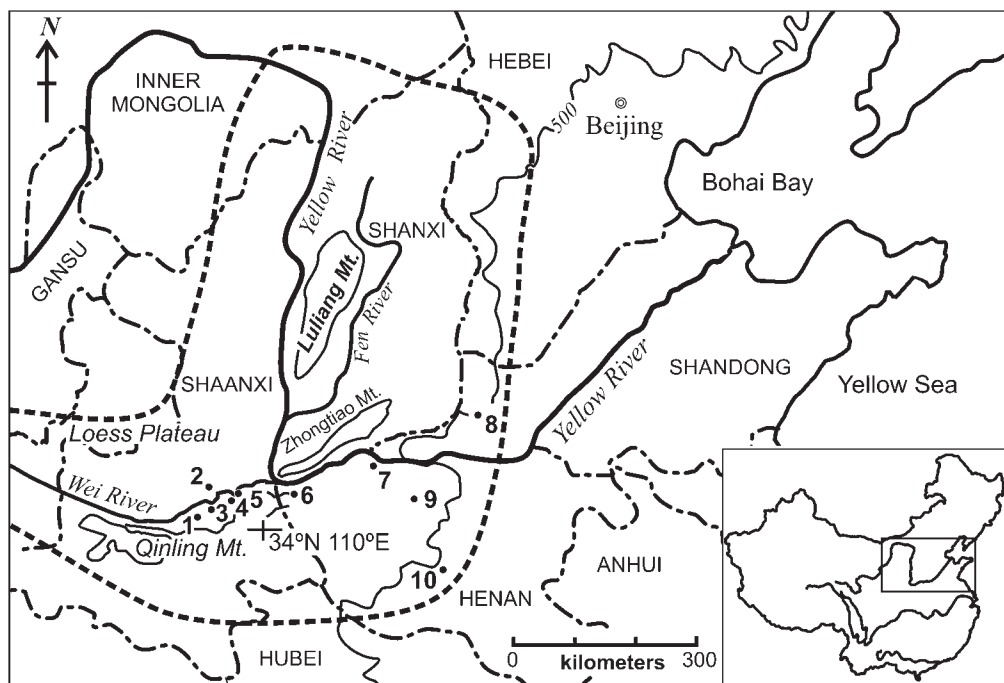 N
INNER
MONGOLIA
HEBEI
500
Beijing
Yellow River
Bohai Bay
SHANXI
GANSU
Luliang Mt.
Fen River
SHAANXI
Yellow River
SHANDONG
Yellow Sea
Zhongtiao Mt.
8
Loess Plateau
Wei River
2
7
1
3
4
5
6
9
Qinling Mt.
34ºN 110ºE
10
ANHUI
HENAN
HUBEI
0 kilometers 300